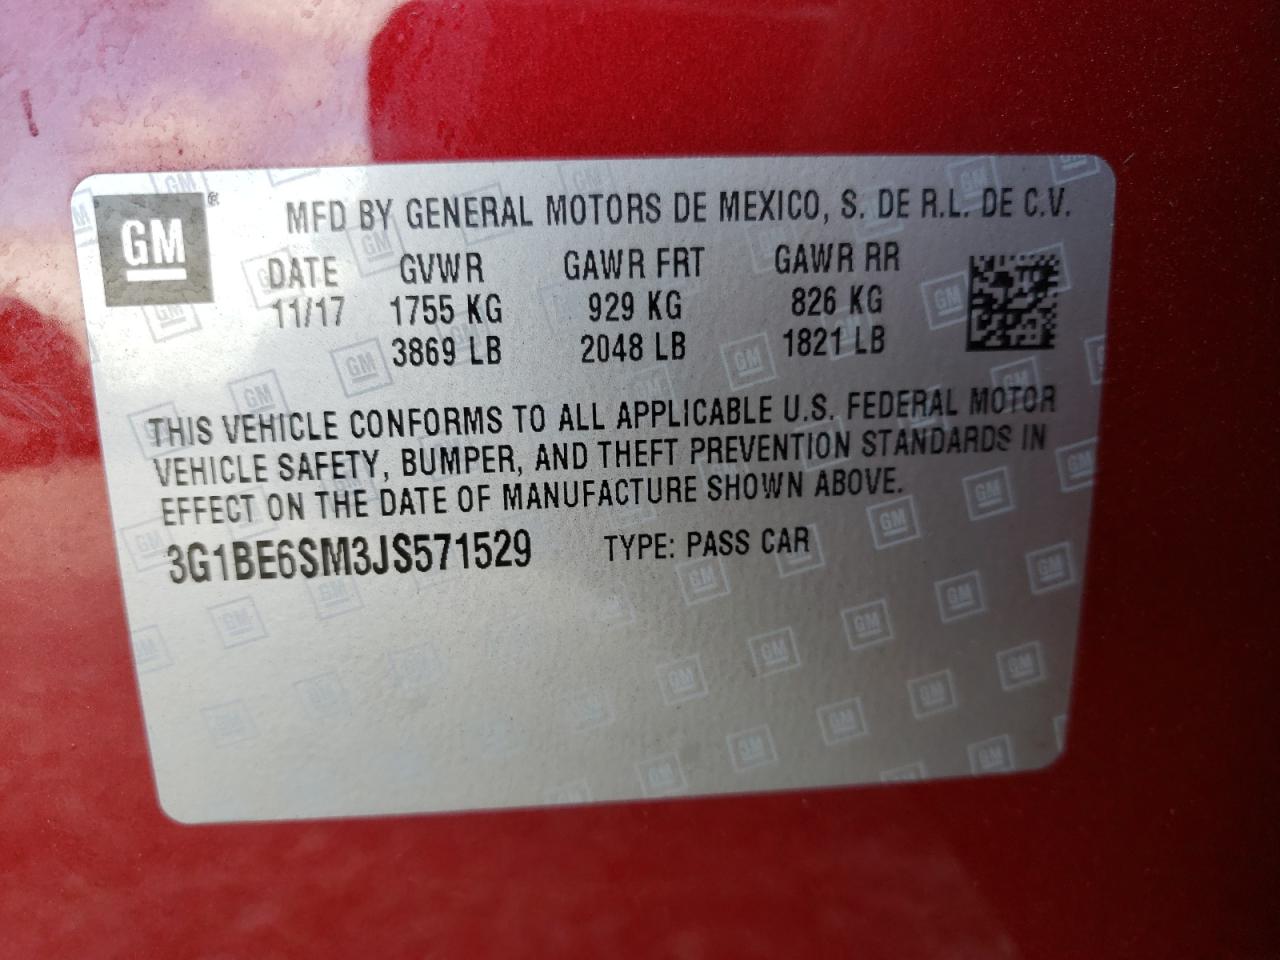 GM®
MFD BY GENERAL MOTORS DE MEXICO, S. DE R.L. DE C.V.
DATE GVWR GAWR FRT GAWR RR
11/17 1755 KG 929 KG 826 KG
3869 LB 2048 LB 1821 LB
THIS VEHICLE CONFORMS TO ALL APPLICABLE U.S. FEDERAL MOTOR
VEHICLE SAFETY, BUMPER, AND THEFT PREVENTION STANDARDS IN
EFFECT ON THE DATE OF MANUFACTURE SHOWN ABOVE.
3G1BE6SM3JS571529 TYPE: PASS CAR